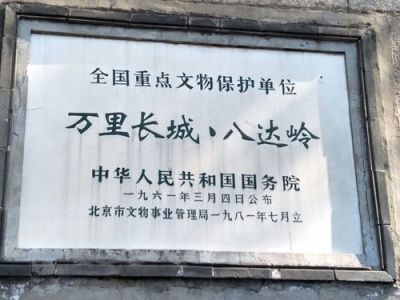 全国重点文物保护单位
万里长城·八达岭
中华人民共和国国务院
一九六一年三月四日公布
北京市文物事业管理局一九八一年七月立